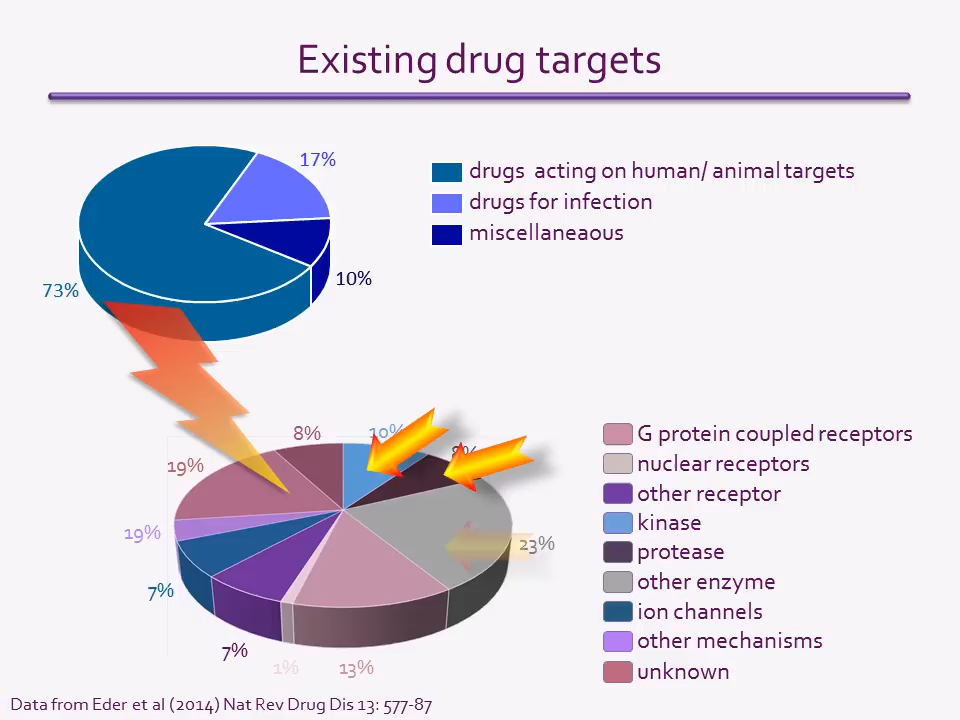 Existing drug targets
17%
10%
73%
drugs acting on human/ animal targets
drugs for infection
miscellaneaous
8%
10%
8%
19%
19%
23%
7%
7%
1%
13%
G protein coupled receptors
nuclear receptors
other receptor
kinase
protease
other enzyme
ion channels
other mechanisms
unknown
Data from Eder et al (2014) Nat Rev Drug Dis 13: 577-87